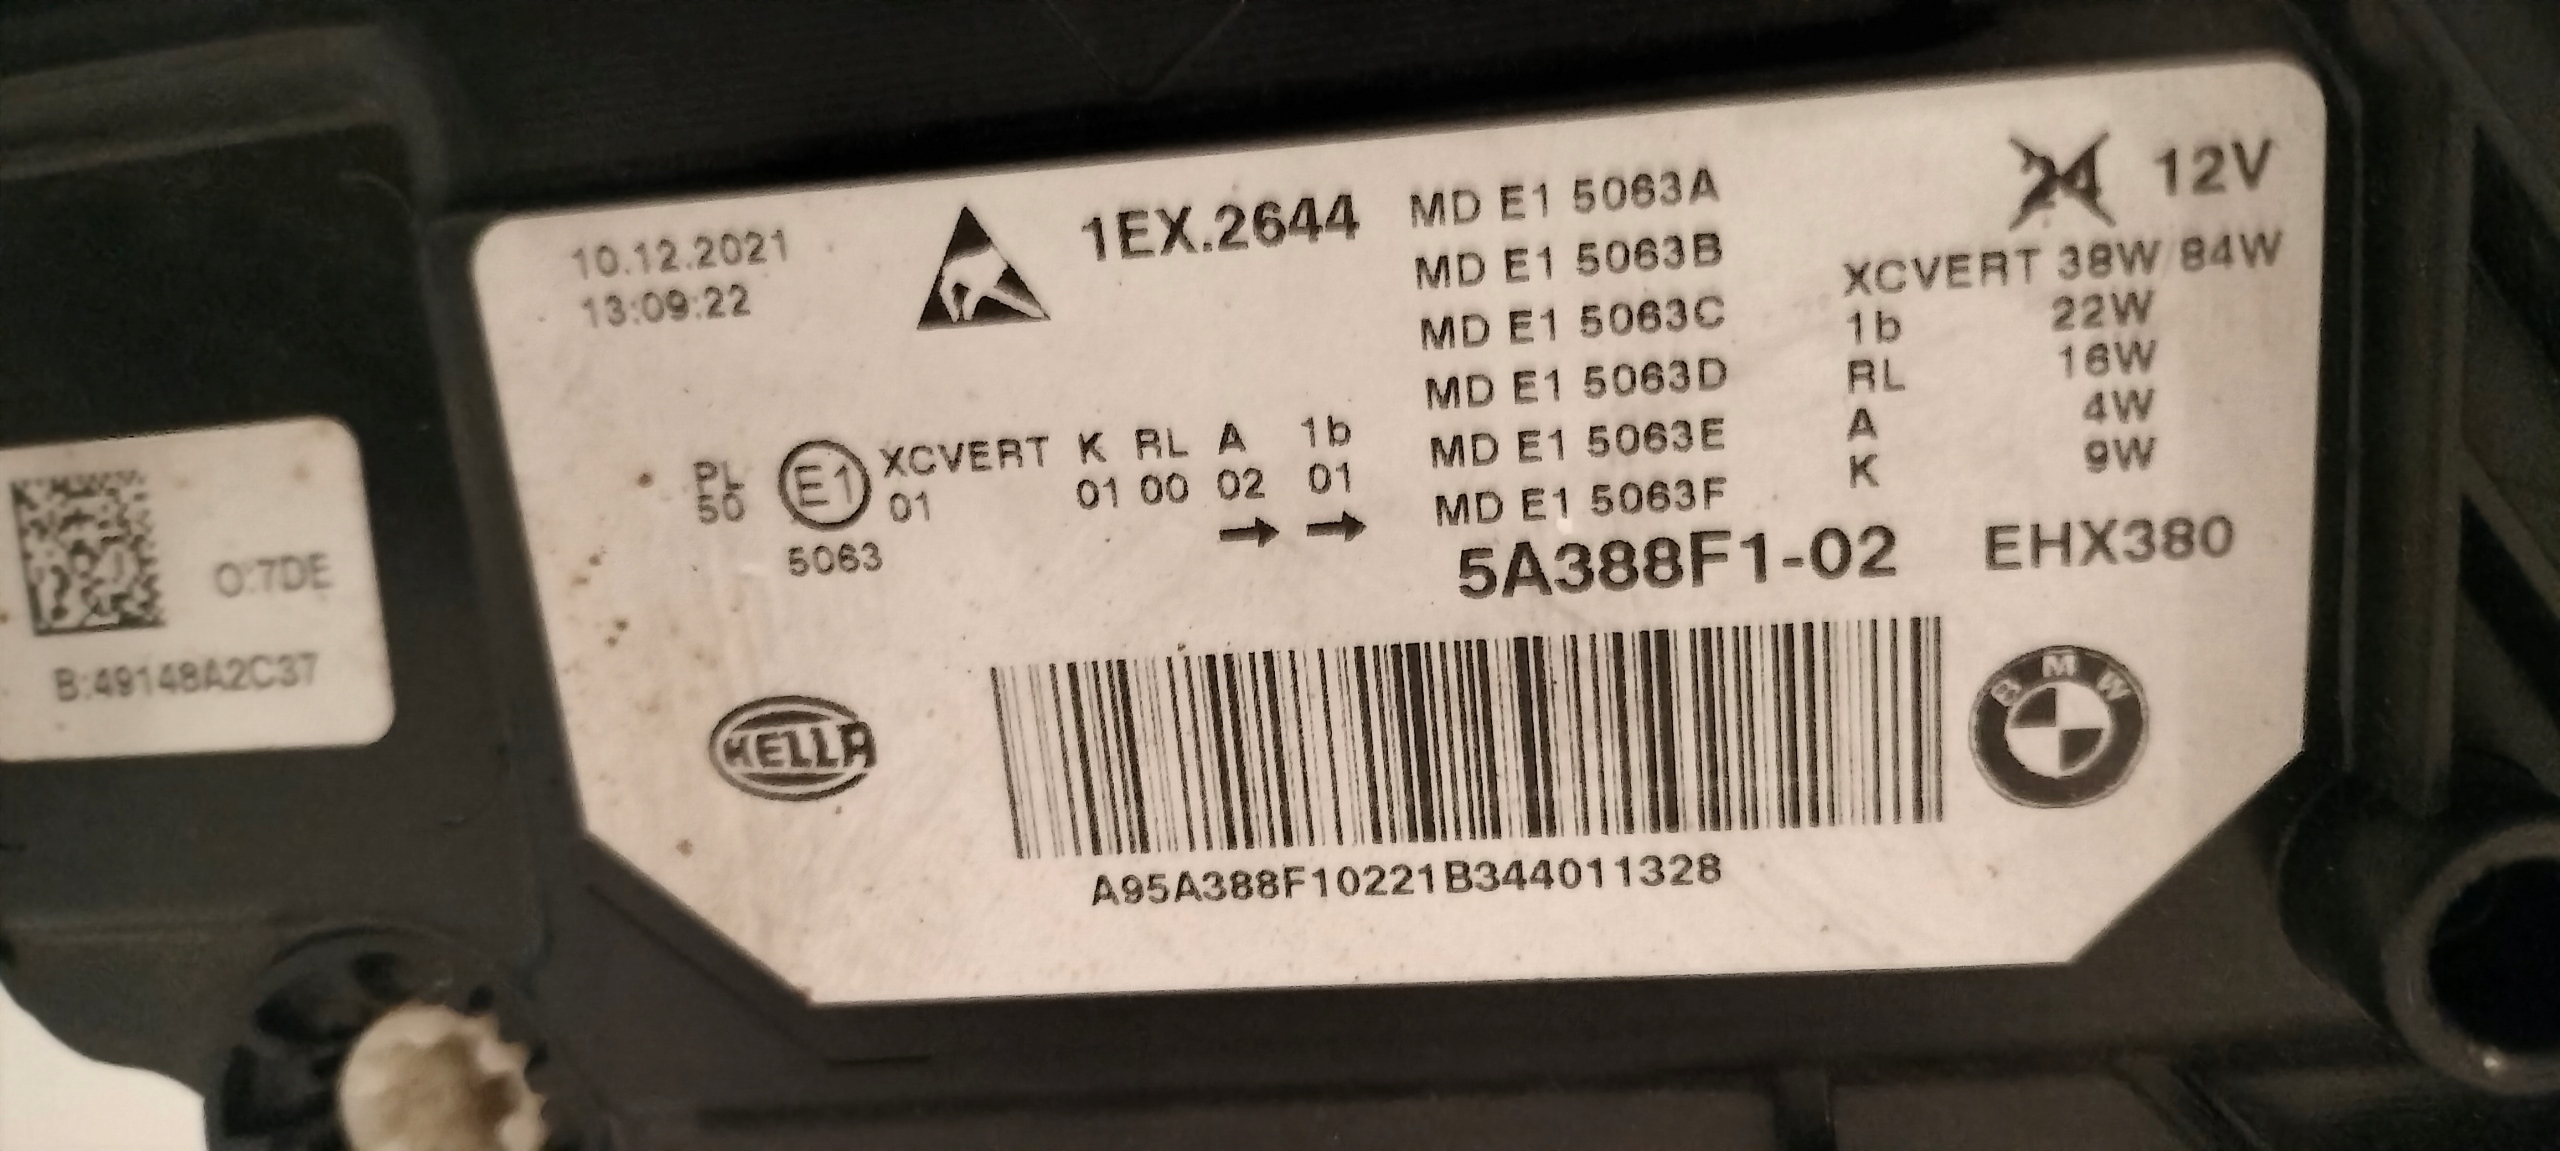 10.12.2021
13:09:22
1EX.2644
MD E1 5063A
MD E1 5063B
MD E1 5063C
MD E1 5063D
MD E1 5063E
MD E1 5063F
24 12V
XCVERT 38W 84W
1b 22W
RL 16W
A 4W
K 9W
PL
50
E1
5063
XCVERT K RL A 1b
01 01 00 02 01
→ →
5A388F1-02 EHX380
HELLA
BMW
A95A388F10221B344011328
O:7DE
B:49148A2C37